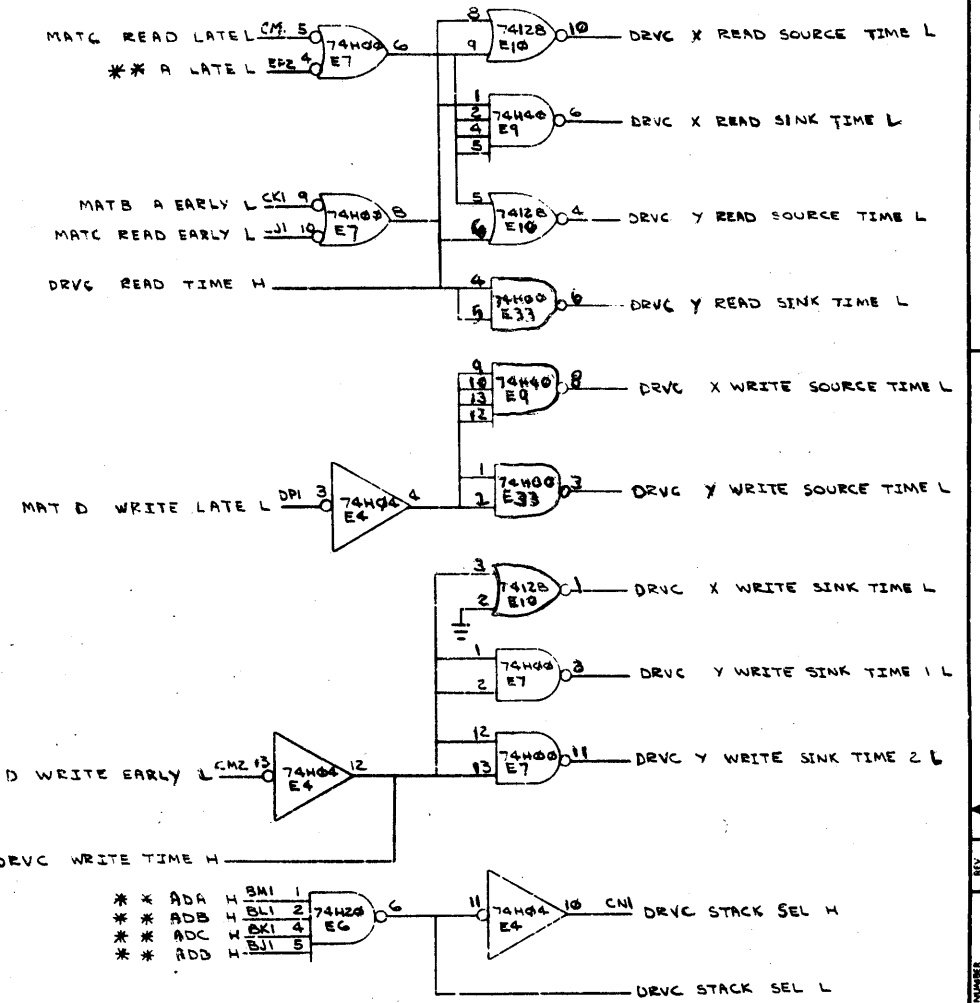 8
MATC READ LATE L CM. 5 74H00 E7 6 9 7412B E10 10 DRVC X READ SOURCE TIME L
** A LATE L EP2 4
1
2
4
5
74H40 E9 6 DRVC X READ SINK TIME L
MATB A EARLY L CK1 9 74H00 E7 8
MATC READ EARLY L J1 10
5
6
7412B E10 4 DRVC Y READ SOURCE TIME L
DRVC READ TIME H 4
5
74H00 E33 6 DRVC Y READ SINK TIME L
9
10
13
12
74H40 E9 8 DRVC X WRITE SOURCE TIME L
MAT D WRITE LATE L DP1 3 74H04 E4 4
1
2
74H00 E33 3 DRVC Y WRITE SOURCE TIME L
3
2
7412B E10 1 DRVC X WRITE SINK TIME L
1
2
74H00 E7 3 DRVC Y WRITE SINK TIME 1 L
D WRITE EARLY L CM2 13 74H04 E4 12
12
13
74H00 E7 11 DRVC Y WRITE SINK TIME 2 L
DRVC WRITE TIME H
** ADA H BM1 1
** ADB H BL1 2
** ADC H BK1 4
** ADD H BJ1 5
74H20 E6 6
11 74H04 E4 10 CN1 DRVC STACK SEL H
DRVC STACK SEL L
REV
NUMBER